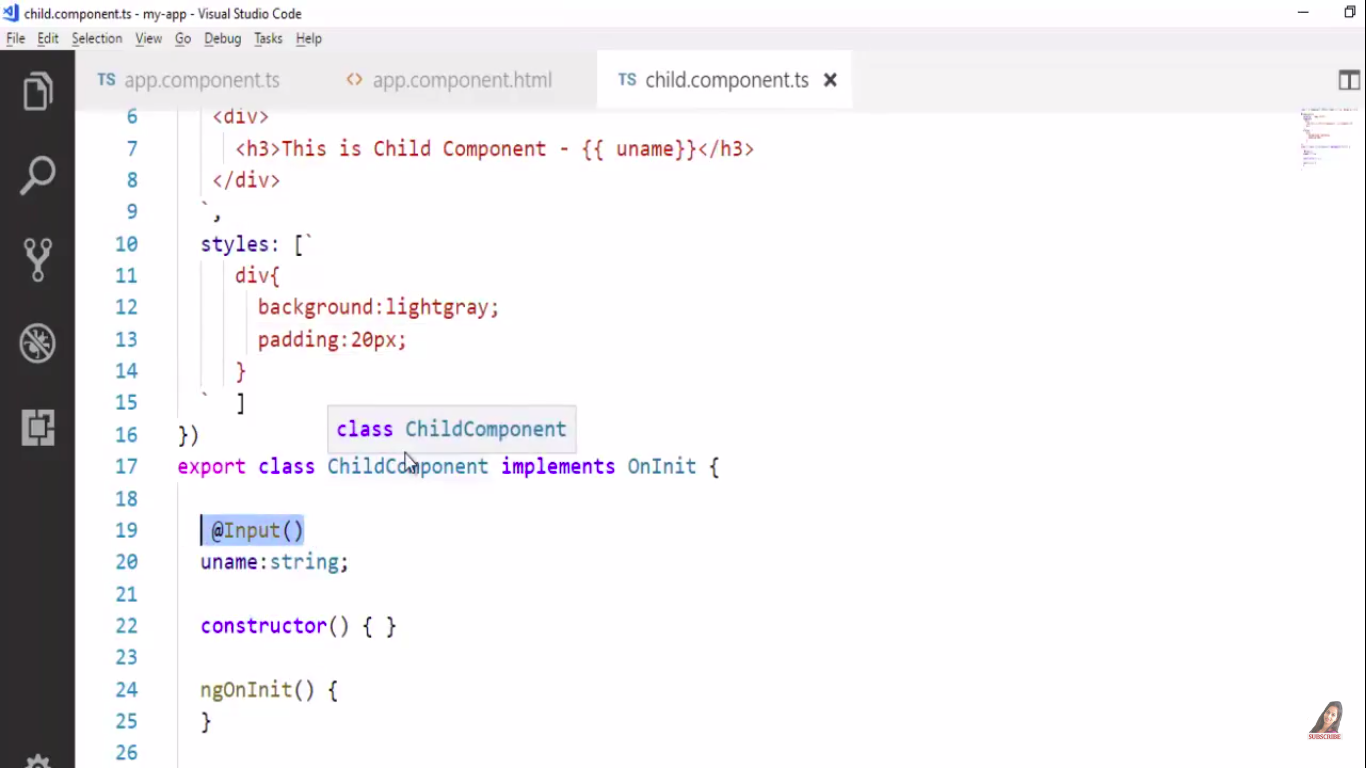 child.component.ts - my-app - Visual Studio Code
File Edit Selection View Go Debug Tasks Help
TS app.component.ts <> app.component.html TS child.component.ts ×
6 <div>
7 <h3>This is Child Component - {{ uname}}</h3>
8 </div>
9 `,
10 styles: [`
11 div{
12 background:lightgray;
13 padding:20px;
14 }
15 ` ]
class ChildComponent
16 })
17 export class ChildComponent implements OnInit {
18
19 @Input()
20 uname:string;
21
22 constructor() { }
23
24 ngOnInit() {
25 }
26
SUBSCRIBE